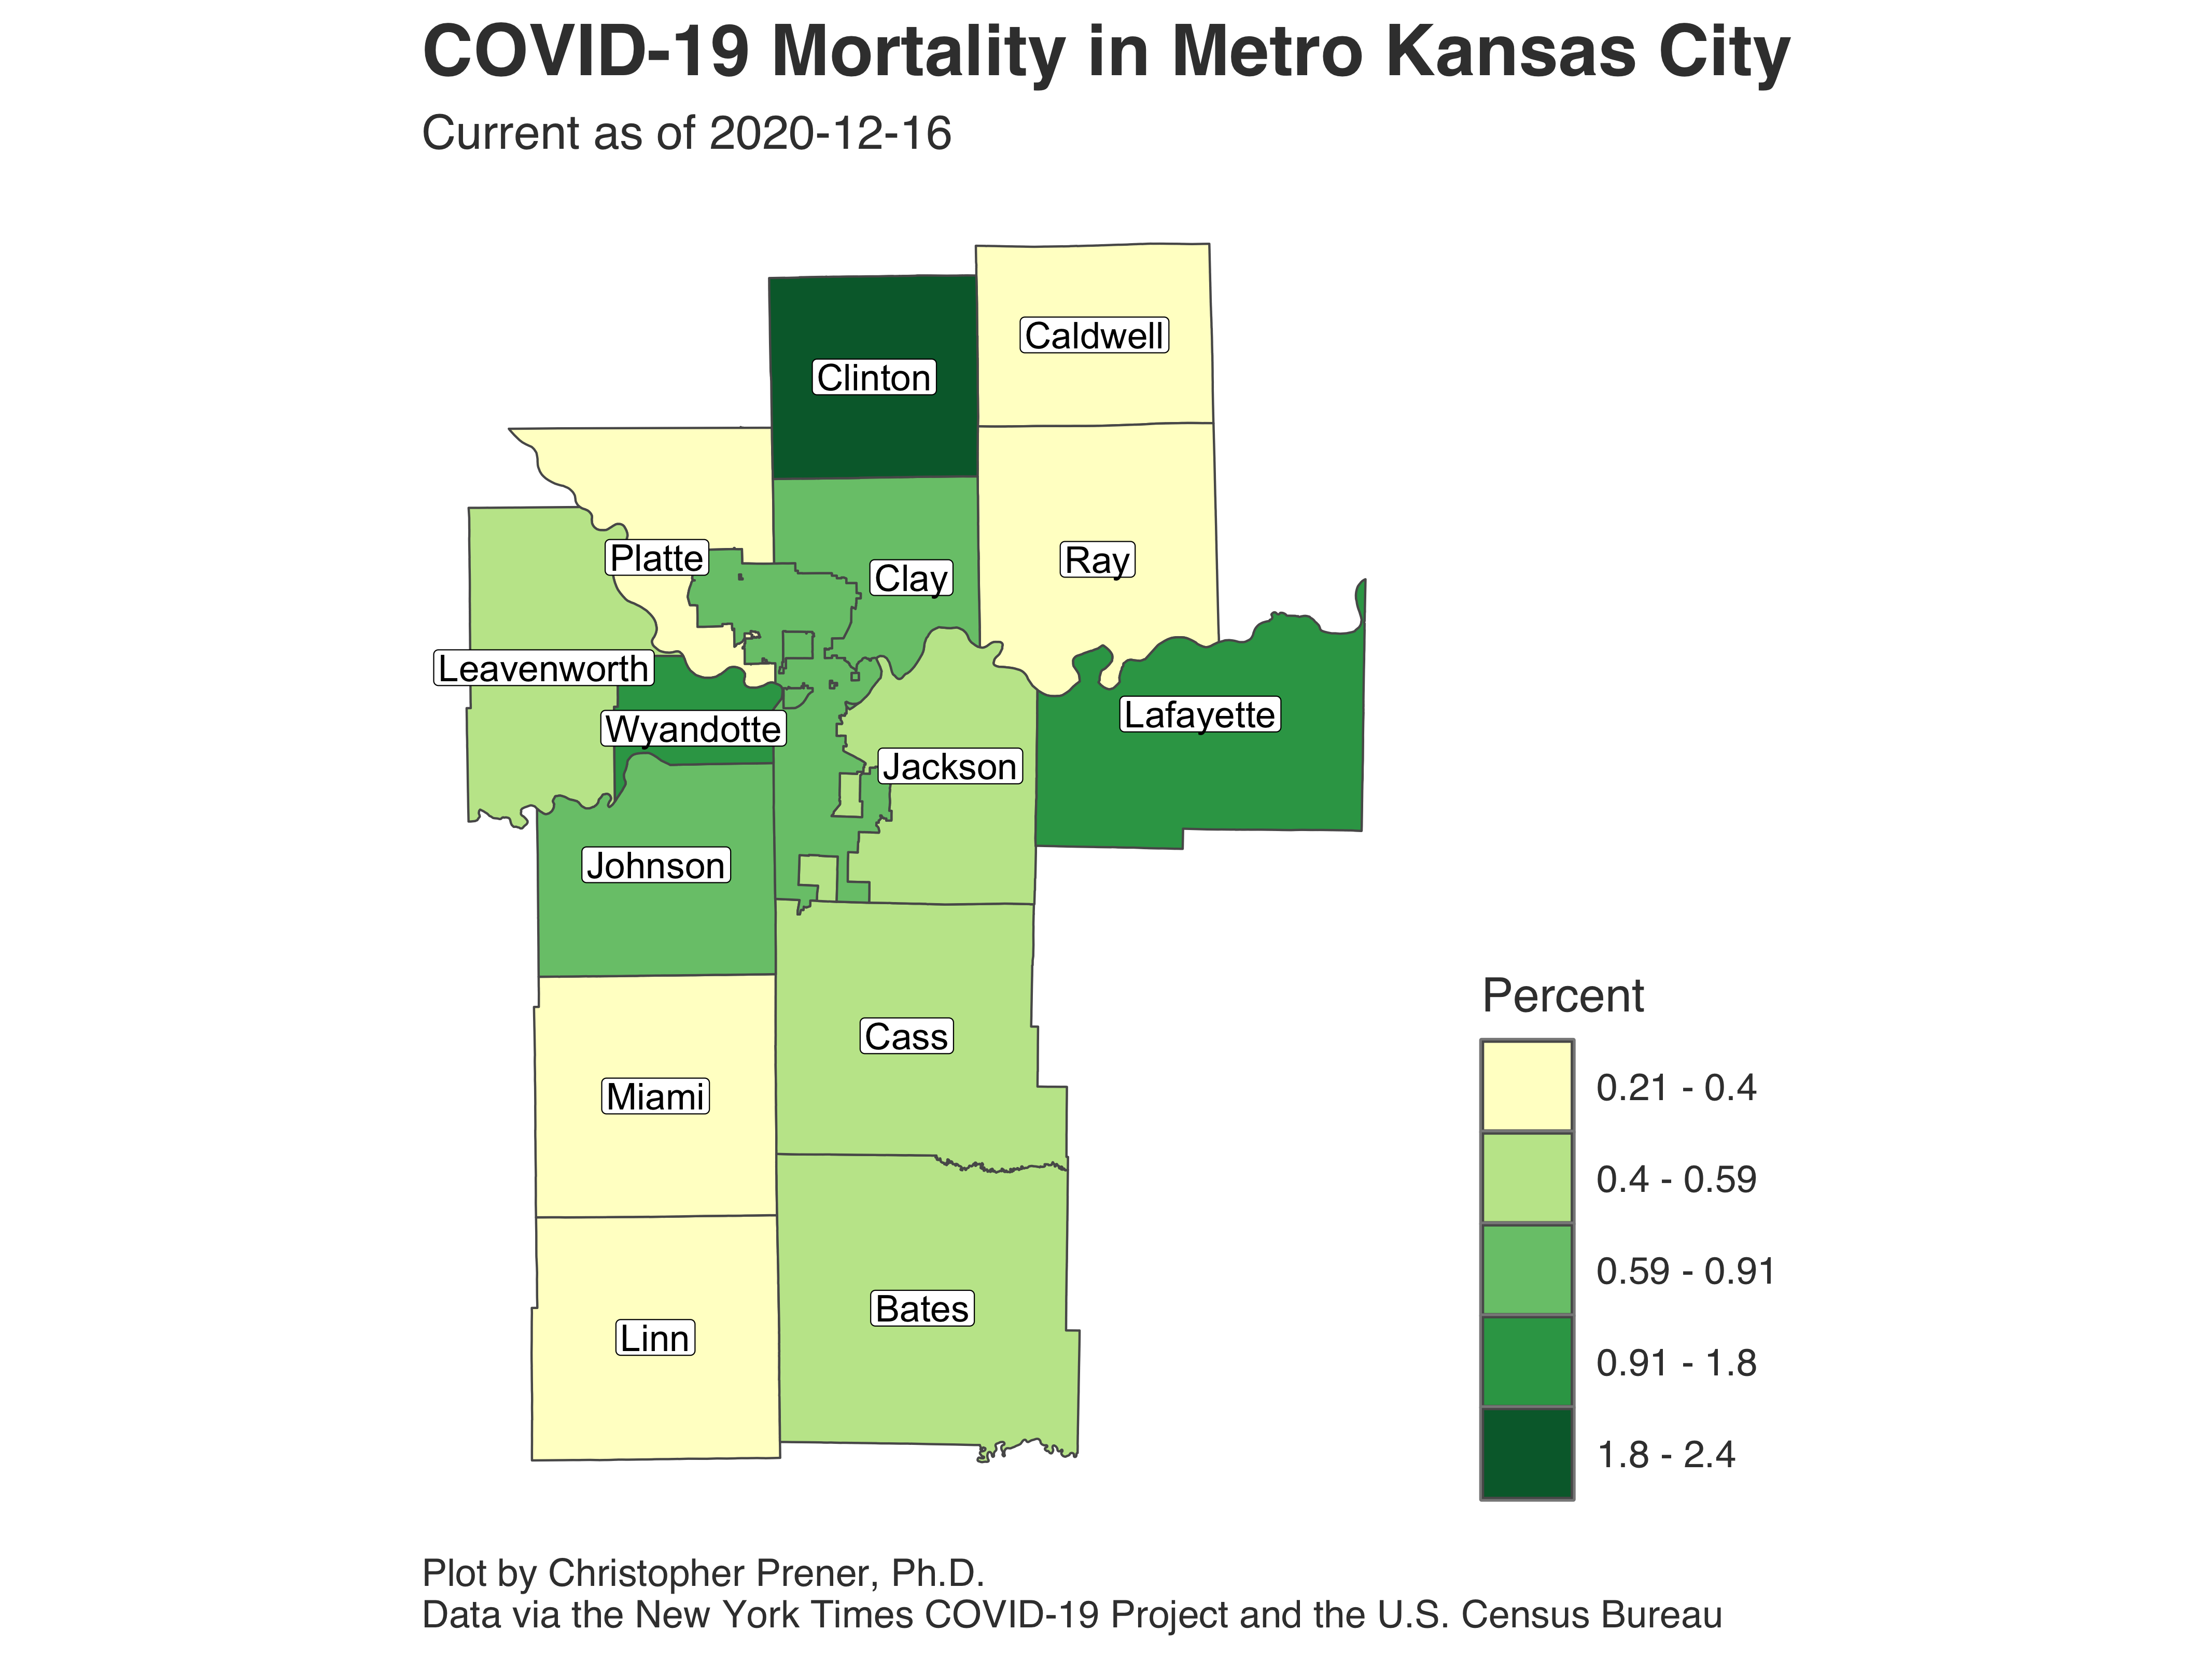 COVID-19 Mortality in Metro Kansas City
Current as of 2020-12-16
Caldwell
Clinton
Platte
Ray
Clay
Leavenworth
Lafayette
Wyandotte
Jackson
Johnson
Cass
Miami
Bates
Linn
Percent
0.21 - 0.4
0.4 - 0.59
0.59 - 0.91
0.91 - 1.8
1.8 - 2.4
Plot by Christopher Prener, Ph.D.
Data via the New York Times COVID-19 Project and the U.S. Census Bureau